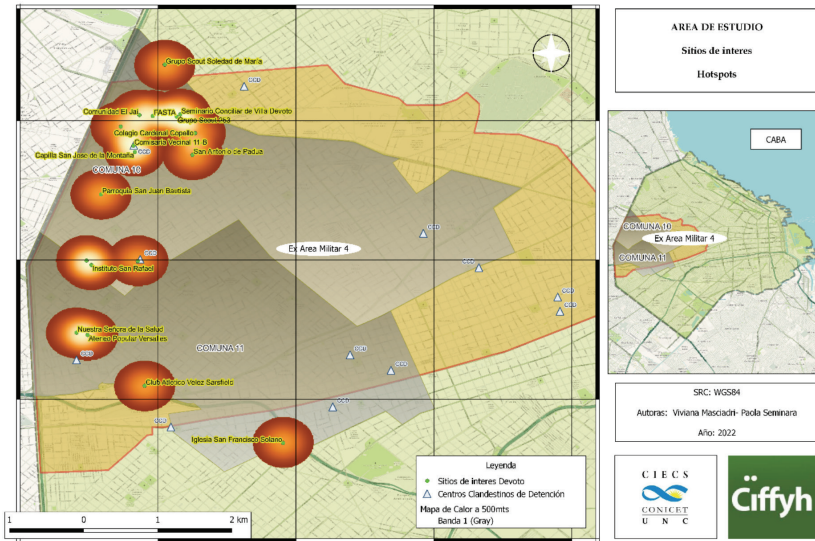 Grupo Scout Soledad de María
CCD
Comunidad El Jai
FASTA
Seminario Conciliar de Villa Devoto
Grupo Scout 53
Colegio Cardenal Copello
Comisaría Vecinal 11 B
CCD
Capilla San Jose de la Montaña
San Antonio de Padua
COMUNA 10
Parroquia San Juan Bautista
CCD
Ex Area Militar 4
CCD
Instituto San Rafael
CCD
CCD
CCD
Nuestra Señora de la Salud
Ateneo Popular Versalles
COMUNA 11
CCD
CCD
CCD
Club Atletico Velez Sarsfield
CCD
CCD
Iglesia San Francisco Solano
Leyenda
Sitios de interes Devoto
Centros Clandestinos de Detención
Mapa de Calor a 500mts
Banda 1 (Gray)
1 0 1 2 km
AREA DE ESTUDIO
Sitios de interes
Hotspots
CABA
COMUNA 10
Ex Area Militar 4
COMUNA 11
SRC: WGS84
Autoras: Viviana Masciadri- Paola Seminara
Año: 2022
CIECS
CONICET
UNC
Ciffyh